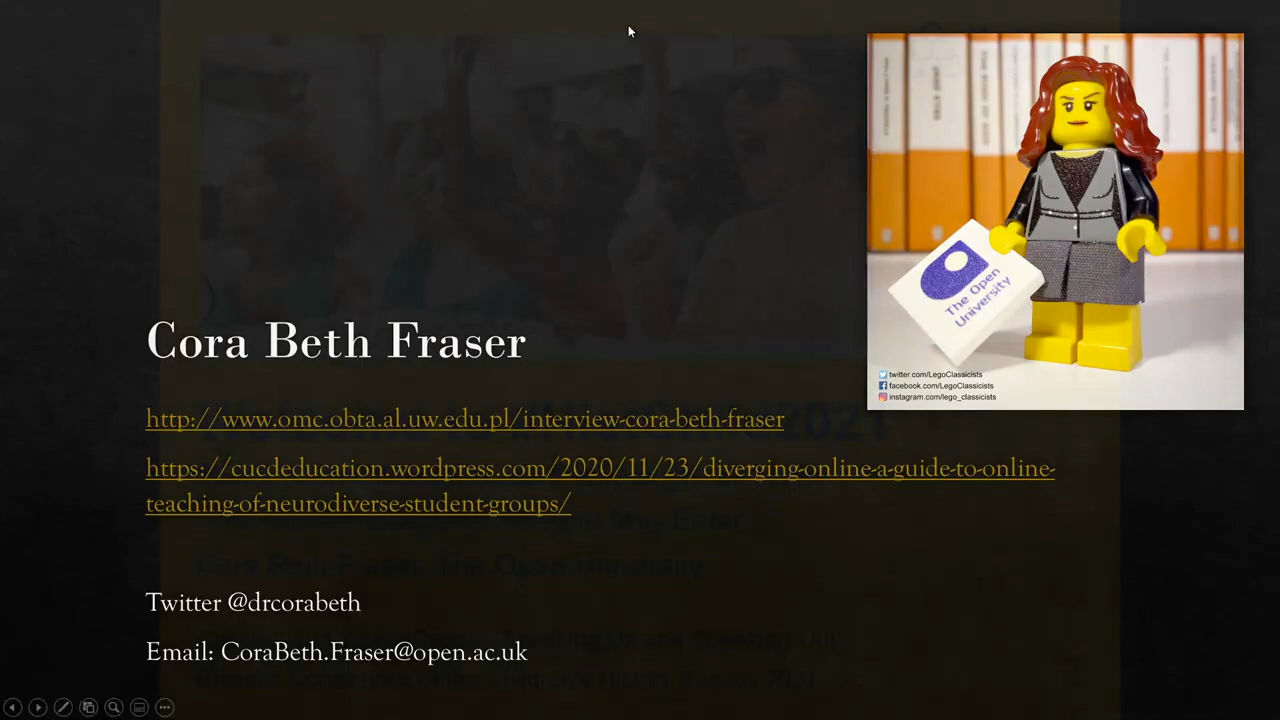 The Open
University
twitter.com/LegoClassicists
facebook.com/LegoClassicists
instagram.com/lego_classicists
Cora Beth Fraser
http://www.omc.obta.al.uw.edu.pl/interview-cora-beth-fraser
https://cucdeducation.wordpress.com/2020/11/23/diverging-online-a-guide-to-online-
teaching-of-neurodiverse-student-groups/
Twitter @drcorabeth
Email: CoraBeth.Fraser@open.ac.uk